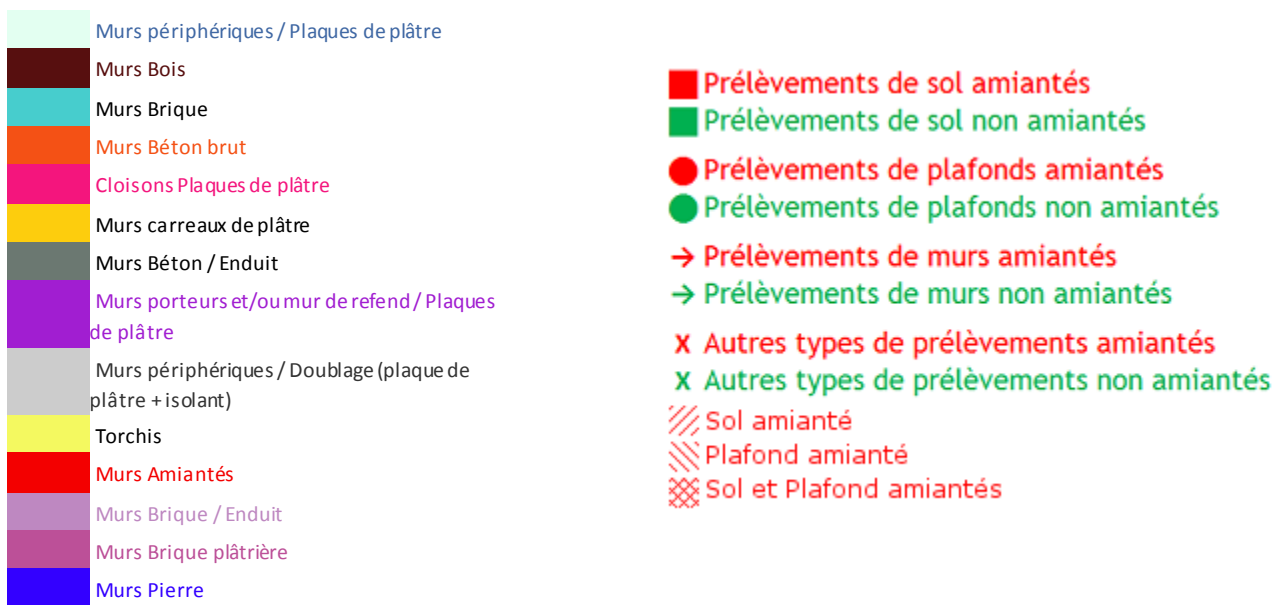 Murs périphériques / Plaques de plâtre
Murs Bois
Murs Brique
Murs Béton brut
Cloisons Plaques de plâtre
Murs carreaux de plâtre
Murs Béton / Enduit
Murs porteurs et/ou mur de refend / Plaques
de plâtre
Murs périphériques / Doublage (plaque de
plâtre + isolant)
Torchis
Murs Amiantés
Murs Brique / Enduit
Murs Brique plâtrière
Murs Pierre
Prélèvements de sol amiantés
Prélèvements de sol non amiantés
Prélèvements de plafonds amiantés
Prélèvements de plafonds non amiantés
→ Prélèvements de murs amiantés
→ Prélèvements de murs non amiantés
x Autres types de prélèvements amiantés
x Autres types de prélèvements non amiantés
Sol amianté
Plafond amianté
Sol et Plafond amiantés